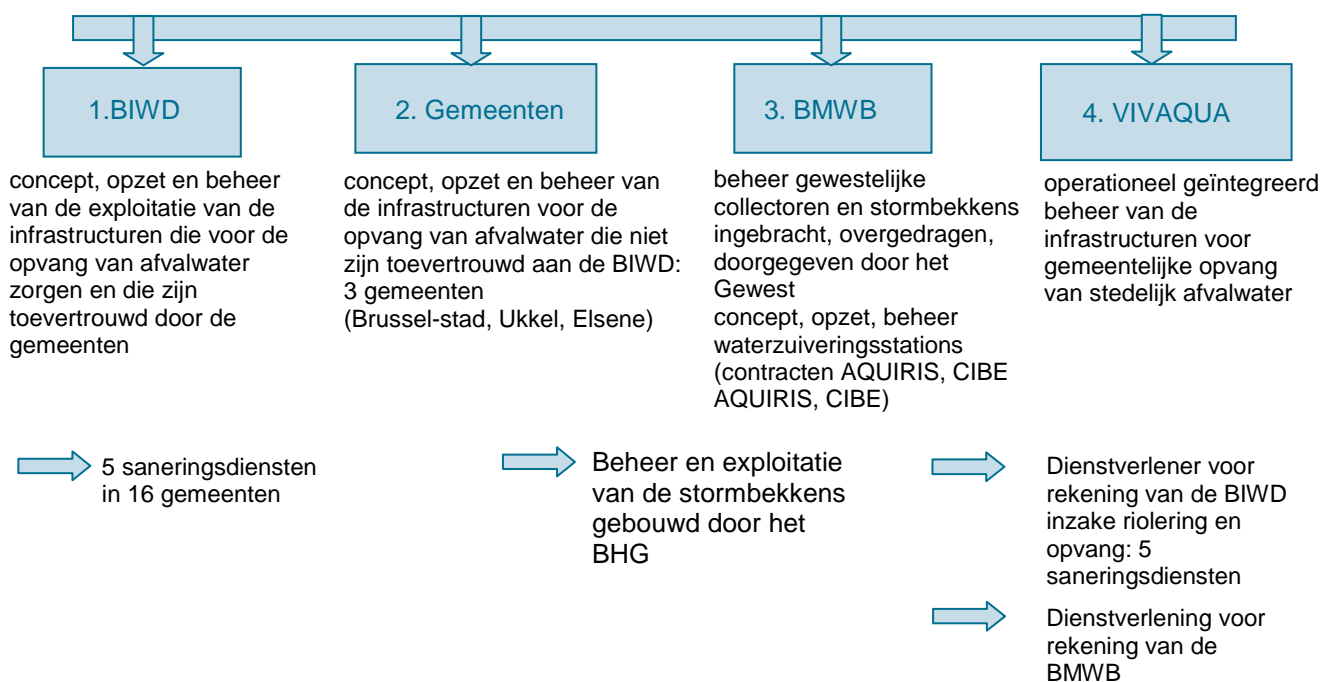 1.BIWD
2. Gemeenten
3. BMWB
4. VIVAQUA
concept, opzet en beheer
van de exploitatie van de
infrastructuren die voor de
opvang van afvalwater
zorgen en die zijn
toevertrouwd door de
gemeenten
concept, opzet en beheer van
de infrastructuren voor de
opvang van afvalwater die niet
zijn toevertrouwd aan de BIWD:
3 gemeenten
(Brussel-stad, Ukkel, Elsene)
beheer gewestelijke
collectoren en stormbekkens
ingebracht, overgedragen,
doorgegeven door het
Gewest
concept, opzet, beheer
waterzuiveringsstations
(contracten AQUIRIS, CIBE
AQUIRIS, CIBE)
operationeel geïntegreerd
beheer van de
infrastructuren voor
gemeentelijke opvang
van stedelijk afvalwater
5 saneringsdiensten
in 16 gemeenten
Beheer en exploitatie
van de stormbekkens
gebouwd door het
BHG
Dienstverlener voor
rekening van de BIWD
inzake riolering en
opvang: 5
saneringsdiensten
Dienstverlening voor
rekening van de
BMWB